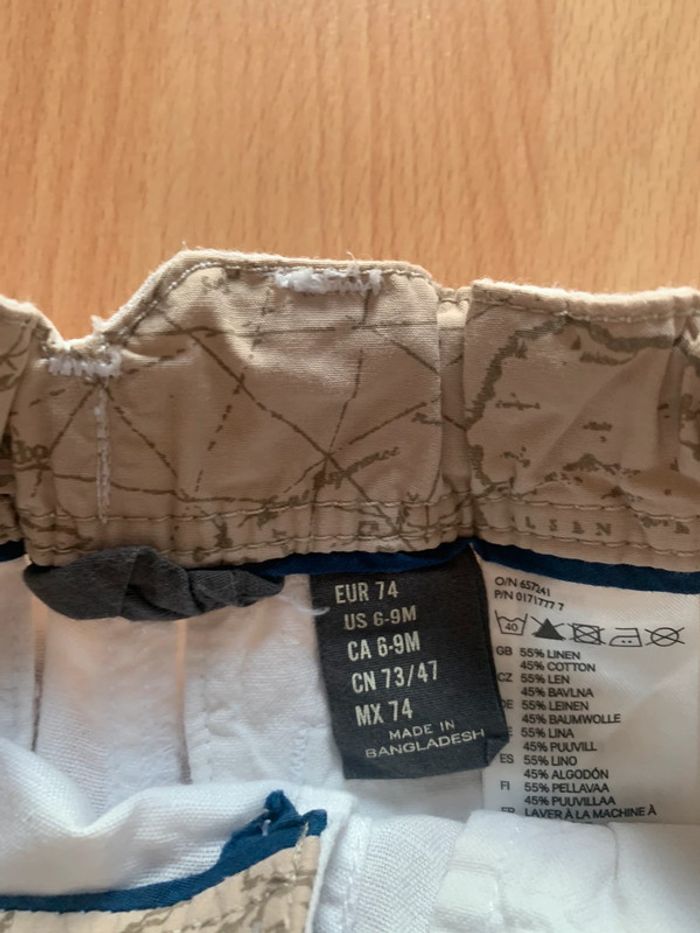 EUR 74
US 6-9M
CA 6-9M
CN 73/47
MX 74
MADE IN
BANGLADESH
O/N 657241
P/N 0171777 7
40
GB 55% LINEN
45% COTTON
CZ 55% LEN
45% BAVLNA
DE 55% LEINEN
45% BAUMWOLLE
55% LINA
45% PUUVILL
ES 55% LINO
45% ALGODÓN
FI 55% PELLAVAA
45% PUUVILLAA
FR LAVER À LA MACHINE À